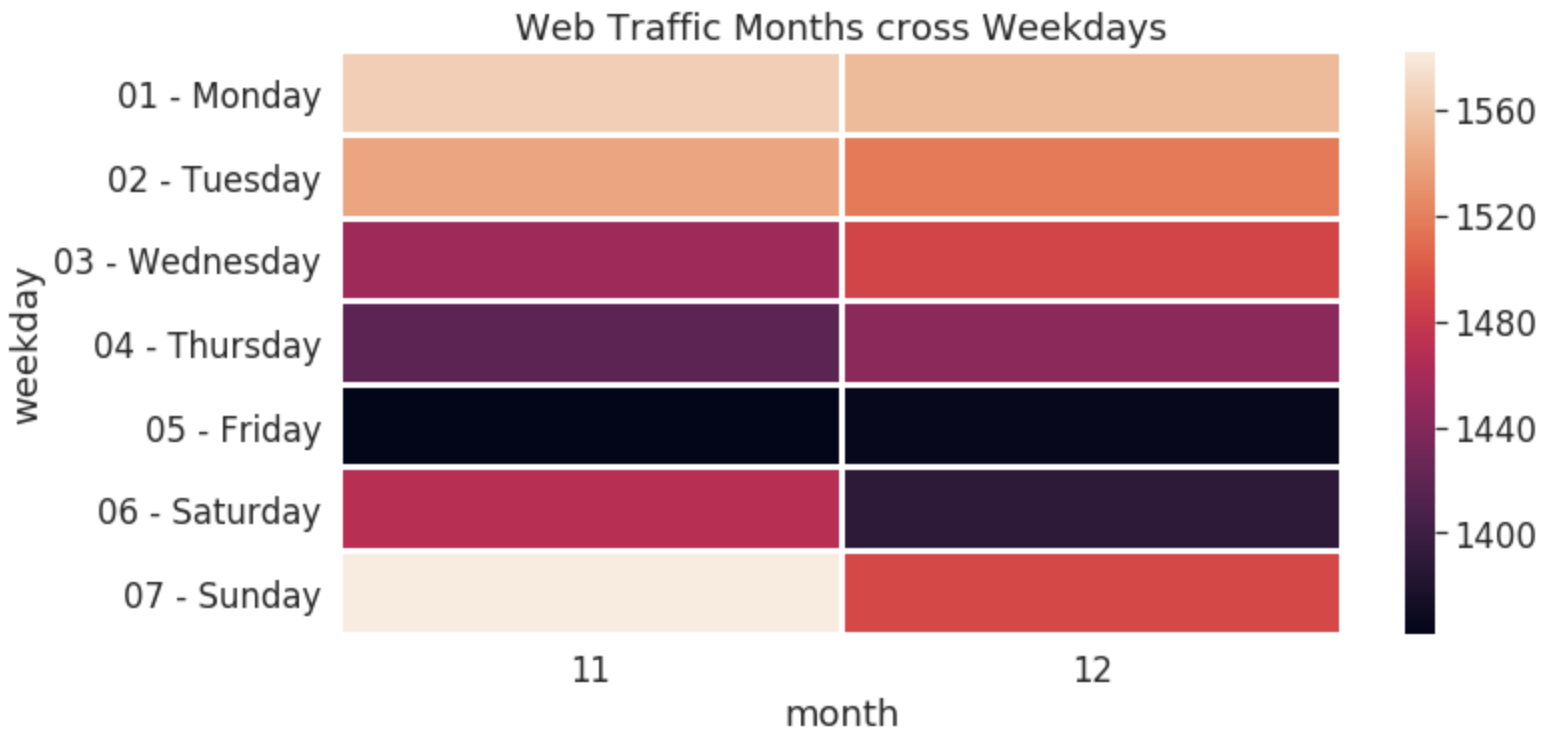 Web Traffic Months cross Weekdays
01 - Monday
02 - Tuesday
03 - Wednesday
04 - Thursday
05 - Friday
06 - Saturday
07 - Sunday
weekday
11
12
month
1560
1520
1480
1440
1400